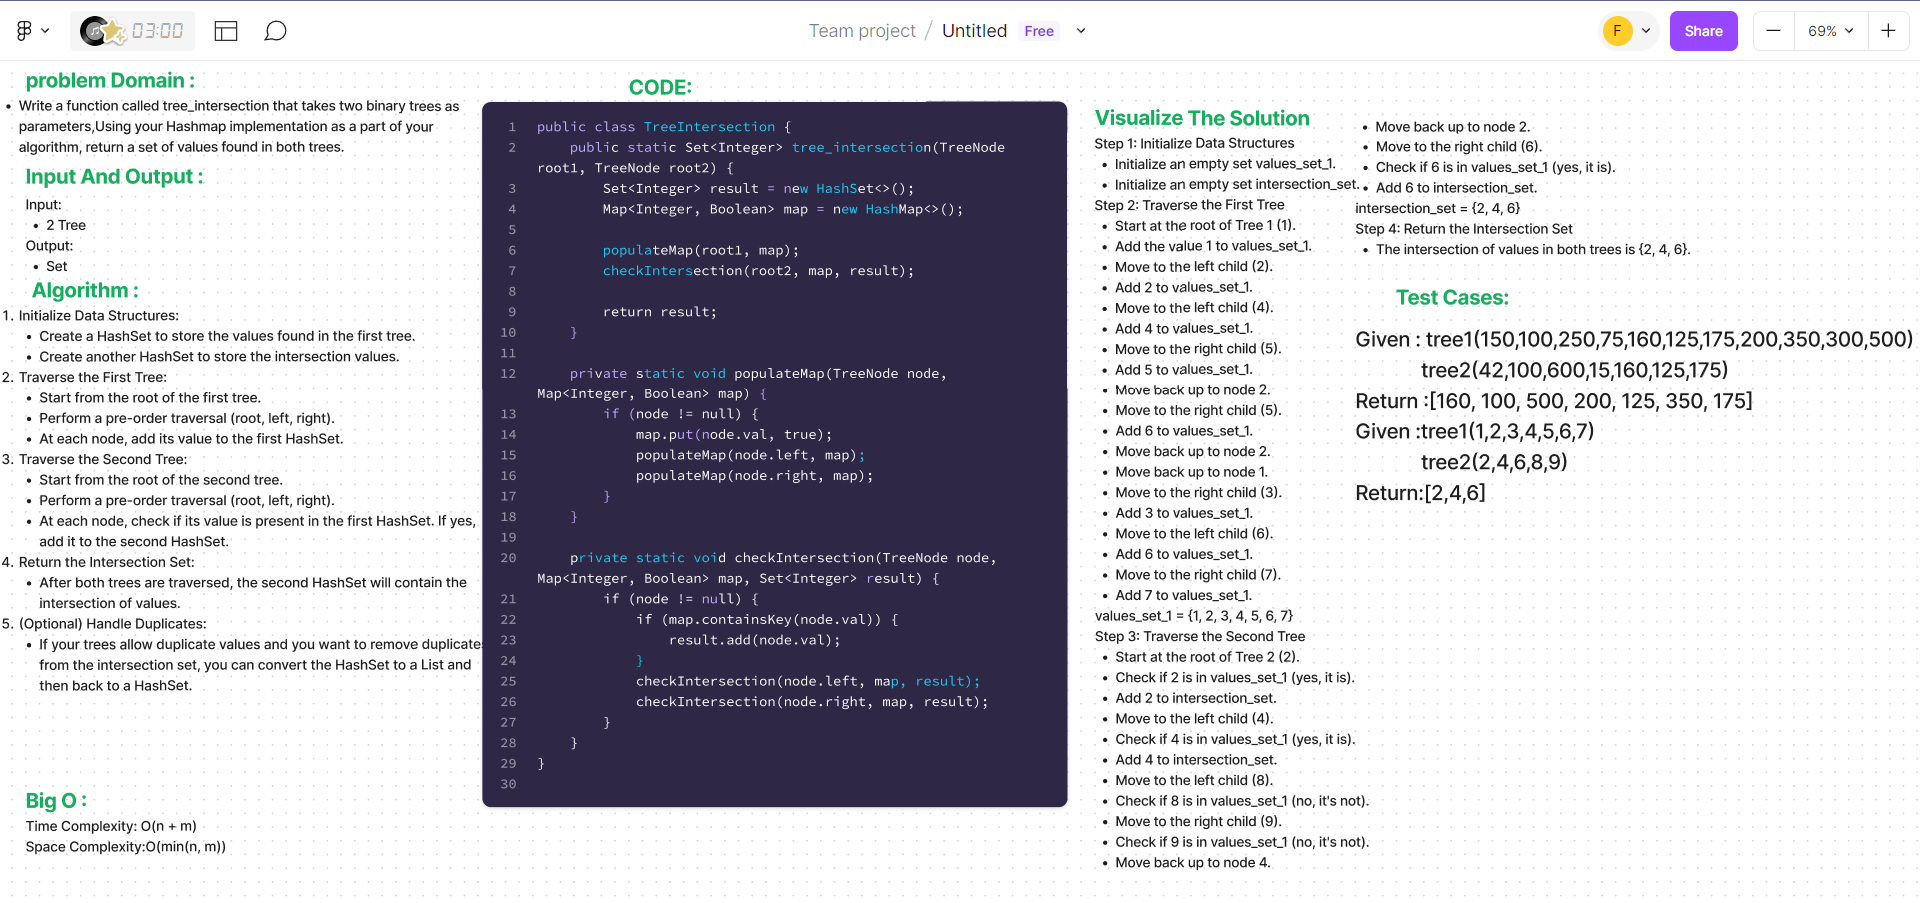 03:00
Team project / Untitled Free
F
Share
69%
problem Domain :
Write a function called tree_intersection that takes two binary trees as
parameters,Using your Hashmap implementation as a part of your
algorithm, return a set of values found in both trees.
Input And Output :
Input:
2 Tree
Output:
Set
Algorithm :
1. Initialize Data Structures:
Create a HashSet to store the values found in the first tree.
Create another HashSet to store the intersection values.
2. Traverse the First Tree:
Start from the root of the first tree.
Perform a pre-order traversal (root, left, right).
At each node, add its value to the first HashSet.
3. Traverse the Second Tree:
Start from the root of the second tree.
Perform a pre-order traversal (root, left, right).
At each node, check if its value is present in the first HashSet. If yes,
add it to the second HashSet.
4. Return the Intersection Set:
After both trees are traversed, the second HashSet will contain the
intersection of values.
5. (Optional) Handle Duplicates:
If your trees allow duplicate values and you want to remove duplicates
from the intersection set, you can convert the HashSet to a List and
then back to a HashSet.
Big O :
Time Complexity: O(n + m)
Space Complexity:O(min(n, m))
CODE:
1 public class TreeIntersection {
2 public static Set<Integer> tree_intersection(TreeNode
root1, TreeNode root2) {
3 Set<Integer> result = new HashSet<>();
4 Map<Integer, Boolean> map = new HashMap<>();
5
6 populateMap(root1, map);
7 checkIntersection(root2, map, result);
8
9 return result;
10 }
11
12 private static void populateMap(TreeNode node,
Map<Integer, Boolean> map) {
13 if (node != null) {
14 map.put(node.val, true);
15 populateMap(node.left, map);
16 populateMap(node.right, map);
17 }
18 }
19
20 private static void checkIntersection(TreeNode node,
Map<Integer, Boolean> map, Set<Integer> result) {
21 if (node != null) {
22 if (map.containsKey(node.val)) {
23 result.add(node.val);
24 }
25 checkIntersection(node.left, map, result);
26 checkIntersection(node.right, map, result);
27 }
28 }
29 }
30
Visualize The Solution
Step 1: Initialize Data Structures
Initialize an empty set values_set_1.
Initialize an empty set intersection_set.
Step 2: Traverse the First Tree
Start at the root of Tree 1 (1).
Add the value 1 to values_set_1.
Move to the left child (2).
Add 2 to values_set_1.
Move to the left child (4).
Add 4 to values_set_1.
Move to the right child (5).
Add 5 to values_set_1.
Move back up to node 2.
Move to the right child (5).
Add 6 to values_set_1.
Move back up to node 2.
Move back up to node 1.
Move to the right child (3).
Add 3 to values_set_1.
Move to the left child (6).
Add 6 to values_set_1.
Move to the right child (7).
Add 7 to values_set_1.
values_set_1 = {1, 2, 3, 4, 5, 6, 7}
Step 3: Traverse the Second Tree
Start at the root of Tree 2 (2).
Check if 2 is in values_set_1 (yes, it is).
Add 2 to intersection_set.
Move to the left child (4).
Check if 4 is in values_set_1 (yes, it is).
Add 4 to intersection_set.
Move to the left child (8).
Check if 8 is in values_set_1 (no, it's not).
Move to the right child (9).
Check if 9 is in values_set_1 (no, it's not).
Move back up to node 4.
Move back up to node 2.
Move to the right child (6).
Check if 6 is in values_set_1 (yes, it is).
Add 6 to intersection_set.
intersection_set = {2, 4, 6}
Step 4: Return the Intersection Set
The intersection of values in both trees is {2, 4, 6}.
Test Cases:
Given : tree1(150,100,250,75,160,125,175,200,350,300,500)
tree2(42,100,600,15,160,125,175)
Return :[160, 100, 500, 200, 125, 350, 175]
Given :tree1(1,2,3,4,5,6,7)
tree2(2,4,6,8,9)
Return:[2,4,6]